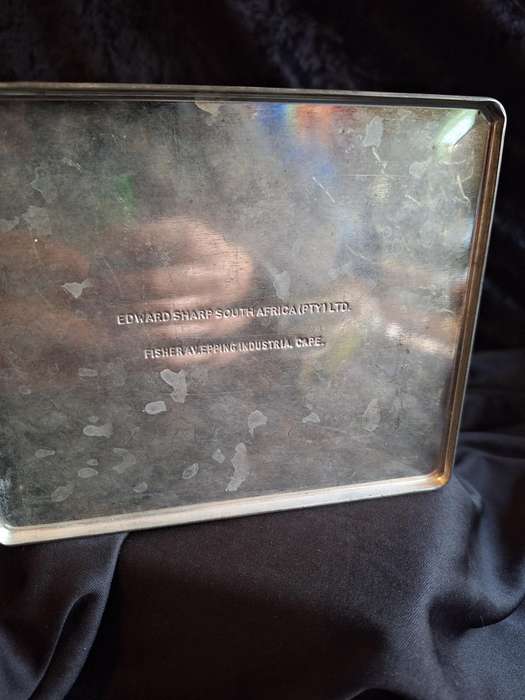 EDWARD SHARP SOUTH AFRICA (PTY) LTD.
FISHER AV. EPPING INDUSTRIA. CAPE.